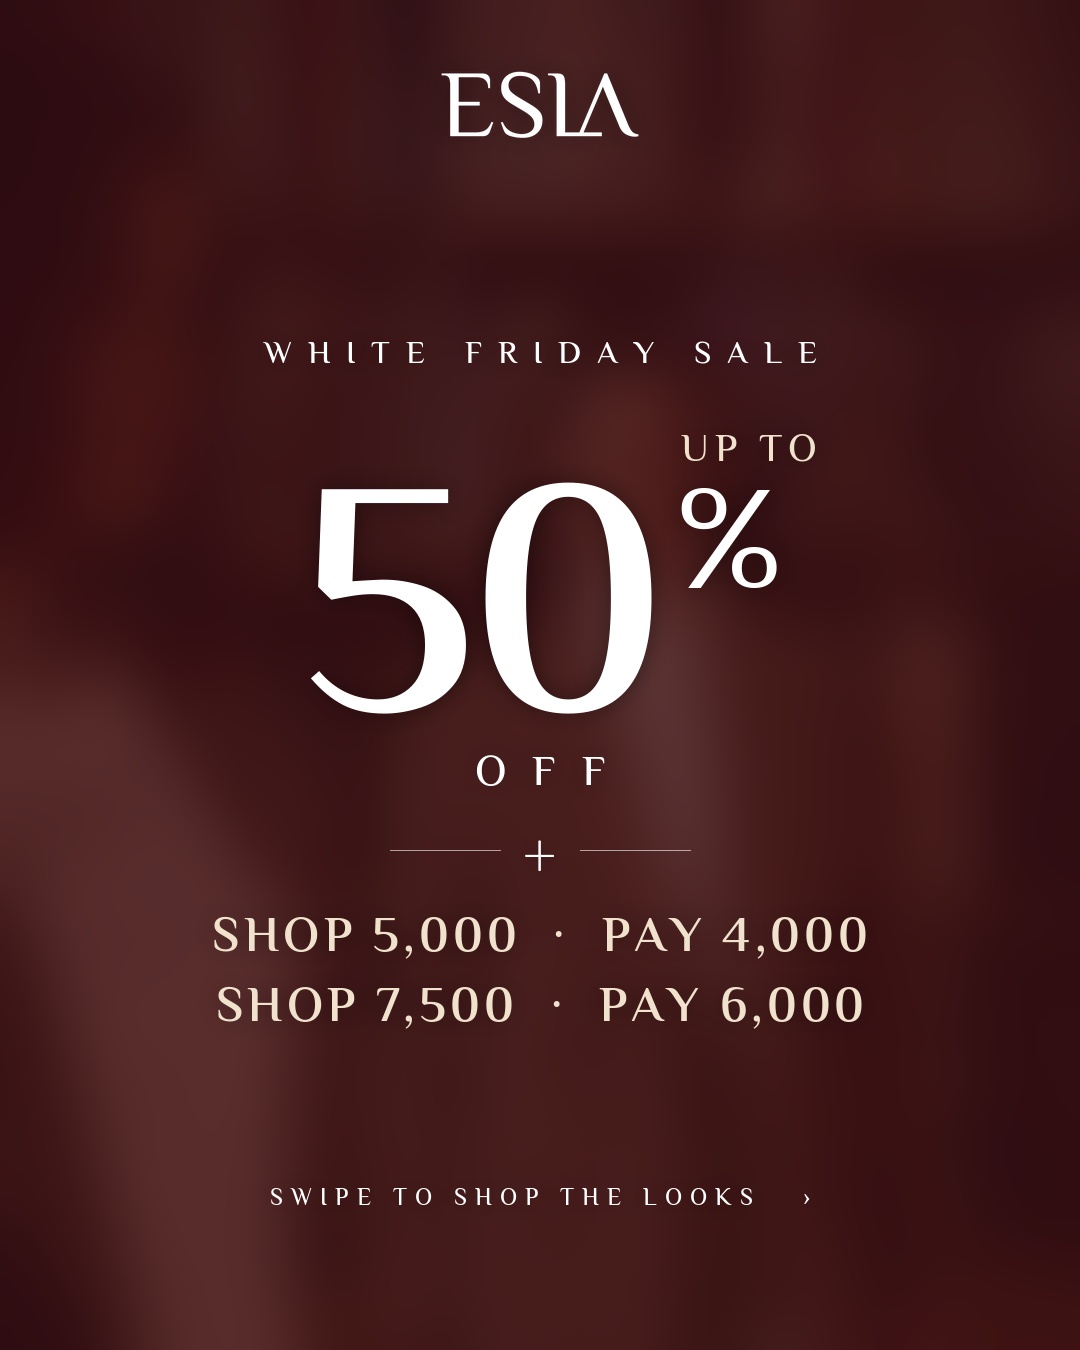 ESLA
WHITE FRIDAY SALE
UP TO
50%
OFF
+
SHOP 5,000 · PAY 4,000
SHOP 7,500 · PAY 6,000
SWIPE TO SHOP THE LOOKS ›